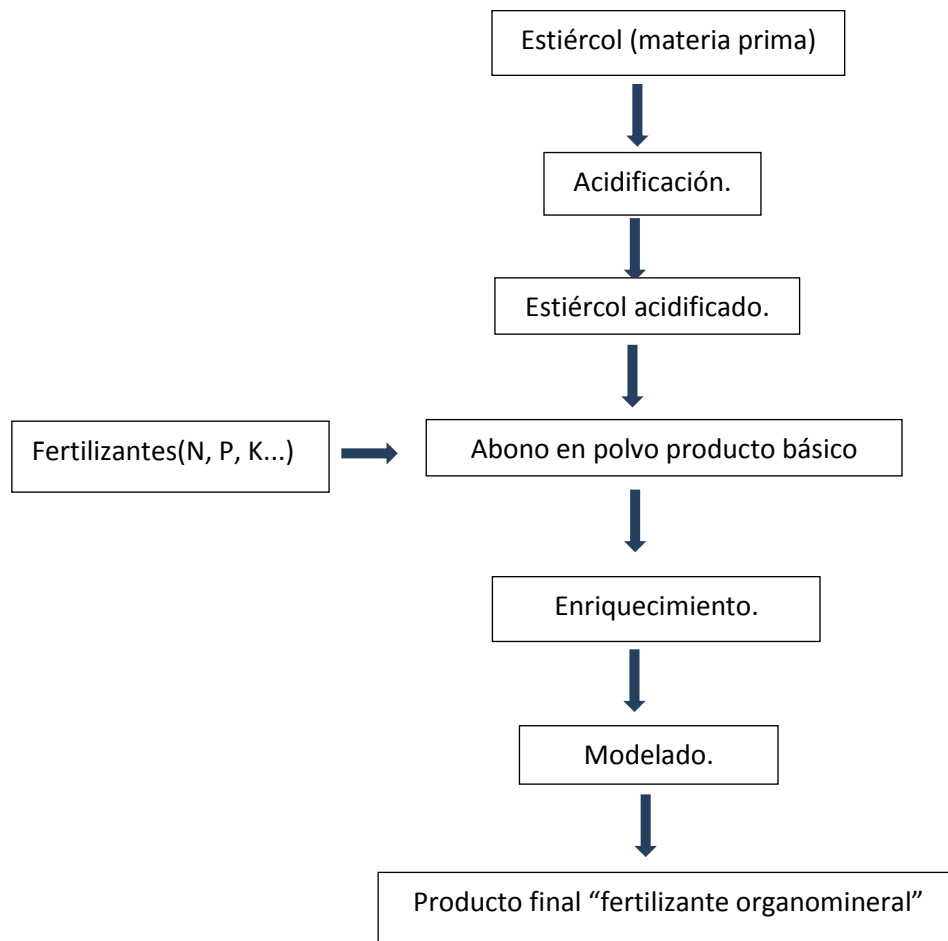 Estiércol (materia prima)
Acidificación.
Estiércol acidificado.
Fertilizantes(N, P, K...)
Abono en polvo producto básico
Enriquecimiento.
Modelado.
Producto final “fertilizante organomineral”